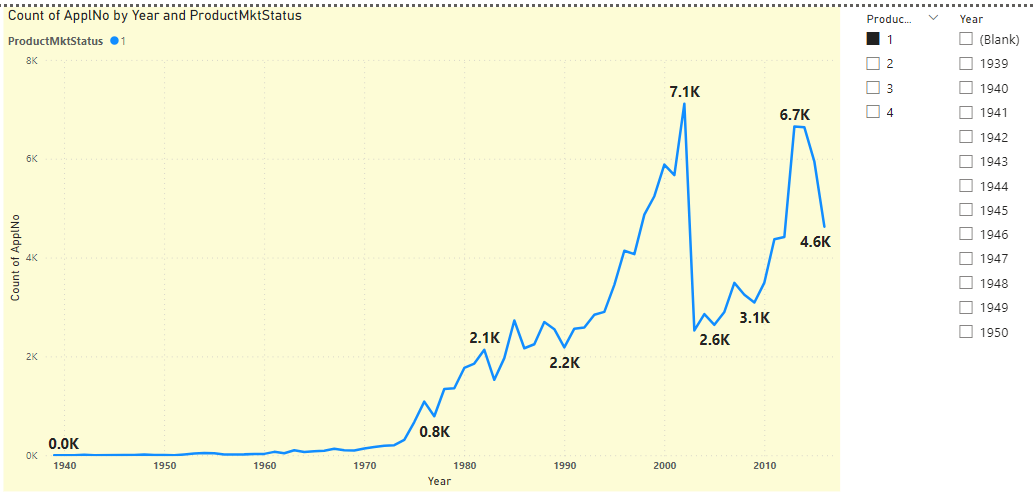 Count of ApplNo by Year and ProductMktStatus
ProductMktStatus 1
8K
6K
4K
2K
0K
Count of ApplNo
0.0K
0.8K
2.1K
2.2K
7.1K
2.6K
3.1K
6.7K
4.6K
1940 1950 1960 1970 1980 1990 2000 2010
Year
Produc...
1
2
3
4
Year
(Blank)
1939
1940
1941
1942
1943
1944
1945
1946
1947
1948
1949
1950